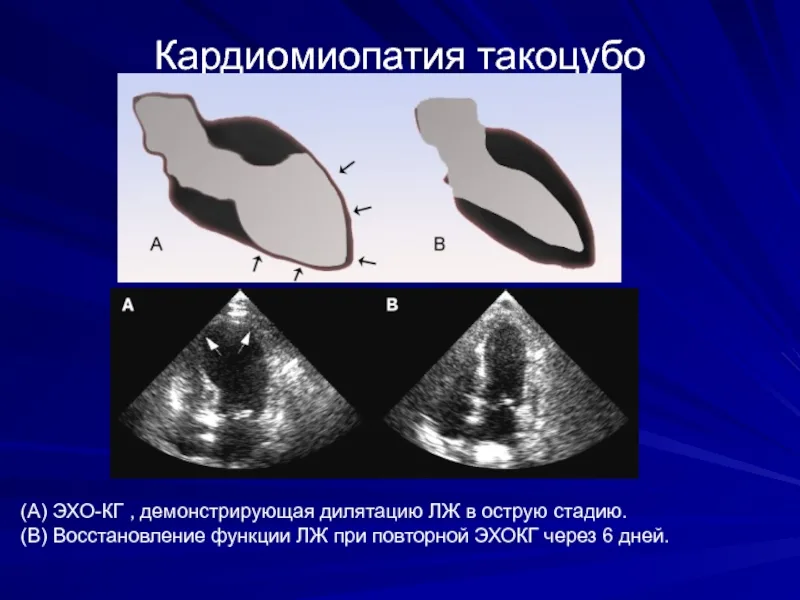 Кардиомиопатия такоцубо
A
B
A
B
(А) ЭХО-КГ , демонстрирующая дилятацию ЛЖ в острую стадию.
(В) Восстановление функции ЛЖ при повторной ЭХОКГ через 6 дней.